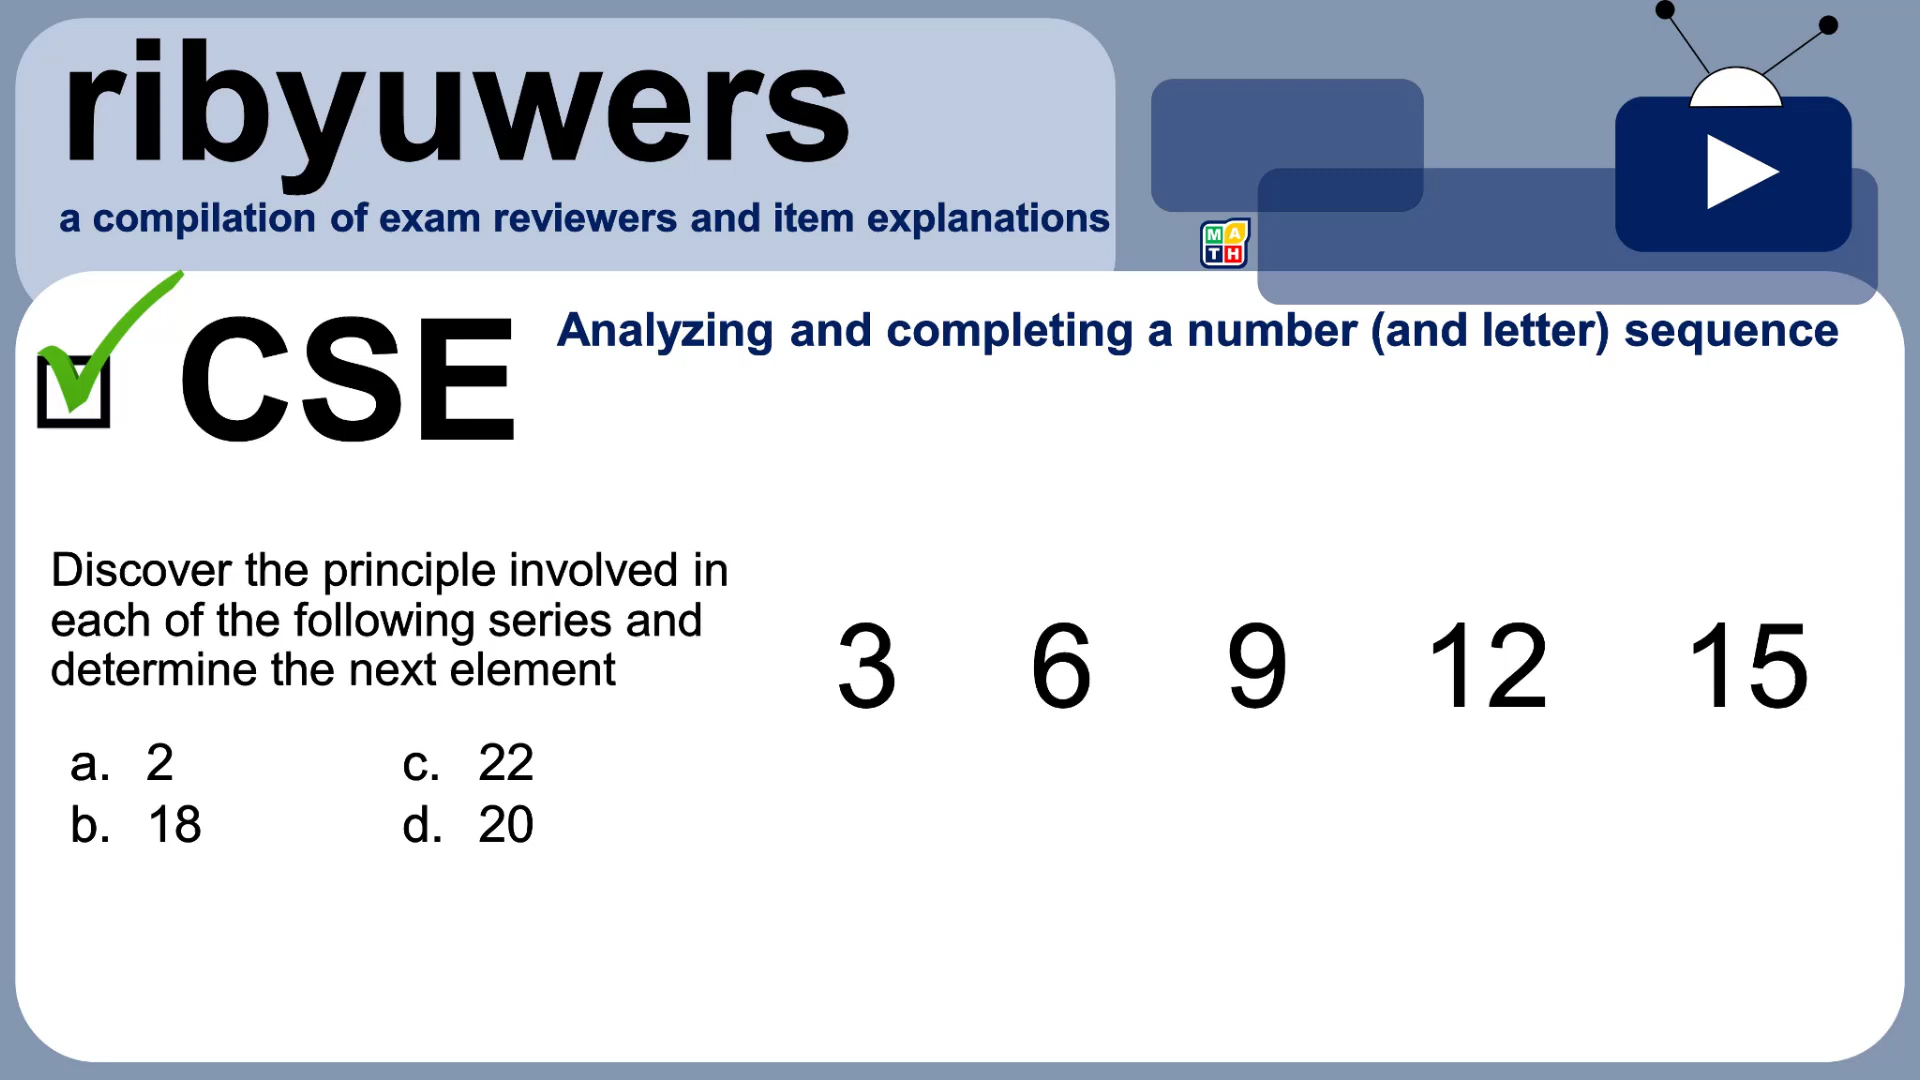 ribyuwers
a compilation of exam reviewers and item explanations
MA
TH
CSE
Analyzing and completing a number (and letter) sequence
Discover the principle involved in
each of the following series and
determine the next element
3 6 9 12 15
a. 2 c. 22
b. 18 d. 20